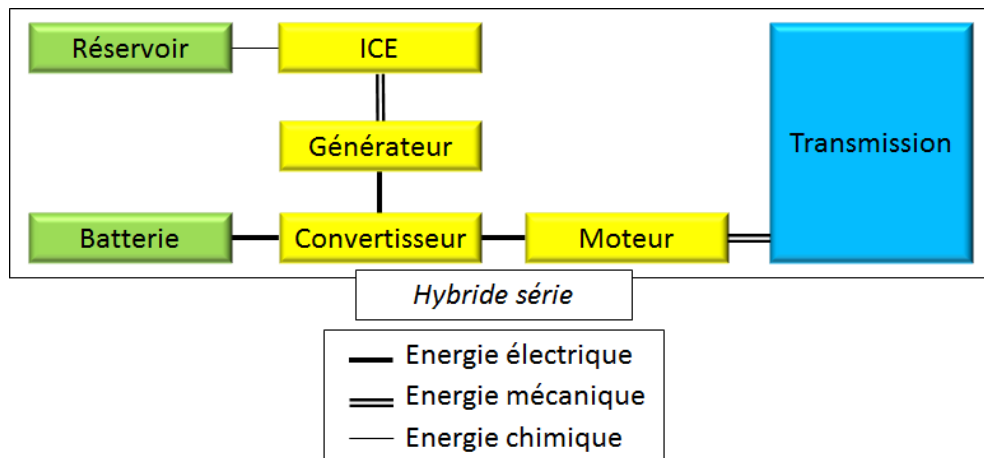 Réservoir
ICE
Générateur
Transmission
Batterie
Convertisseur
Moteur
Hybride série
Energie électrique
Energie mécanique
Energie chimique